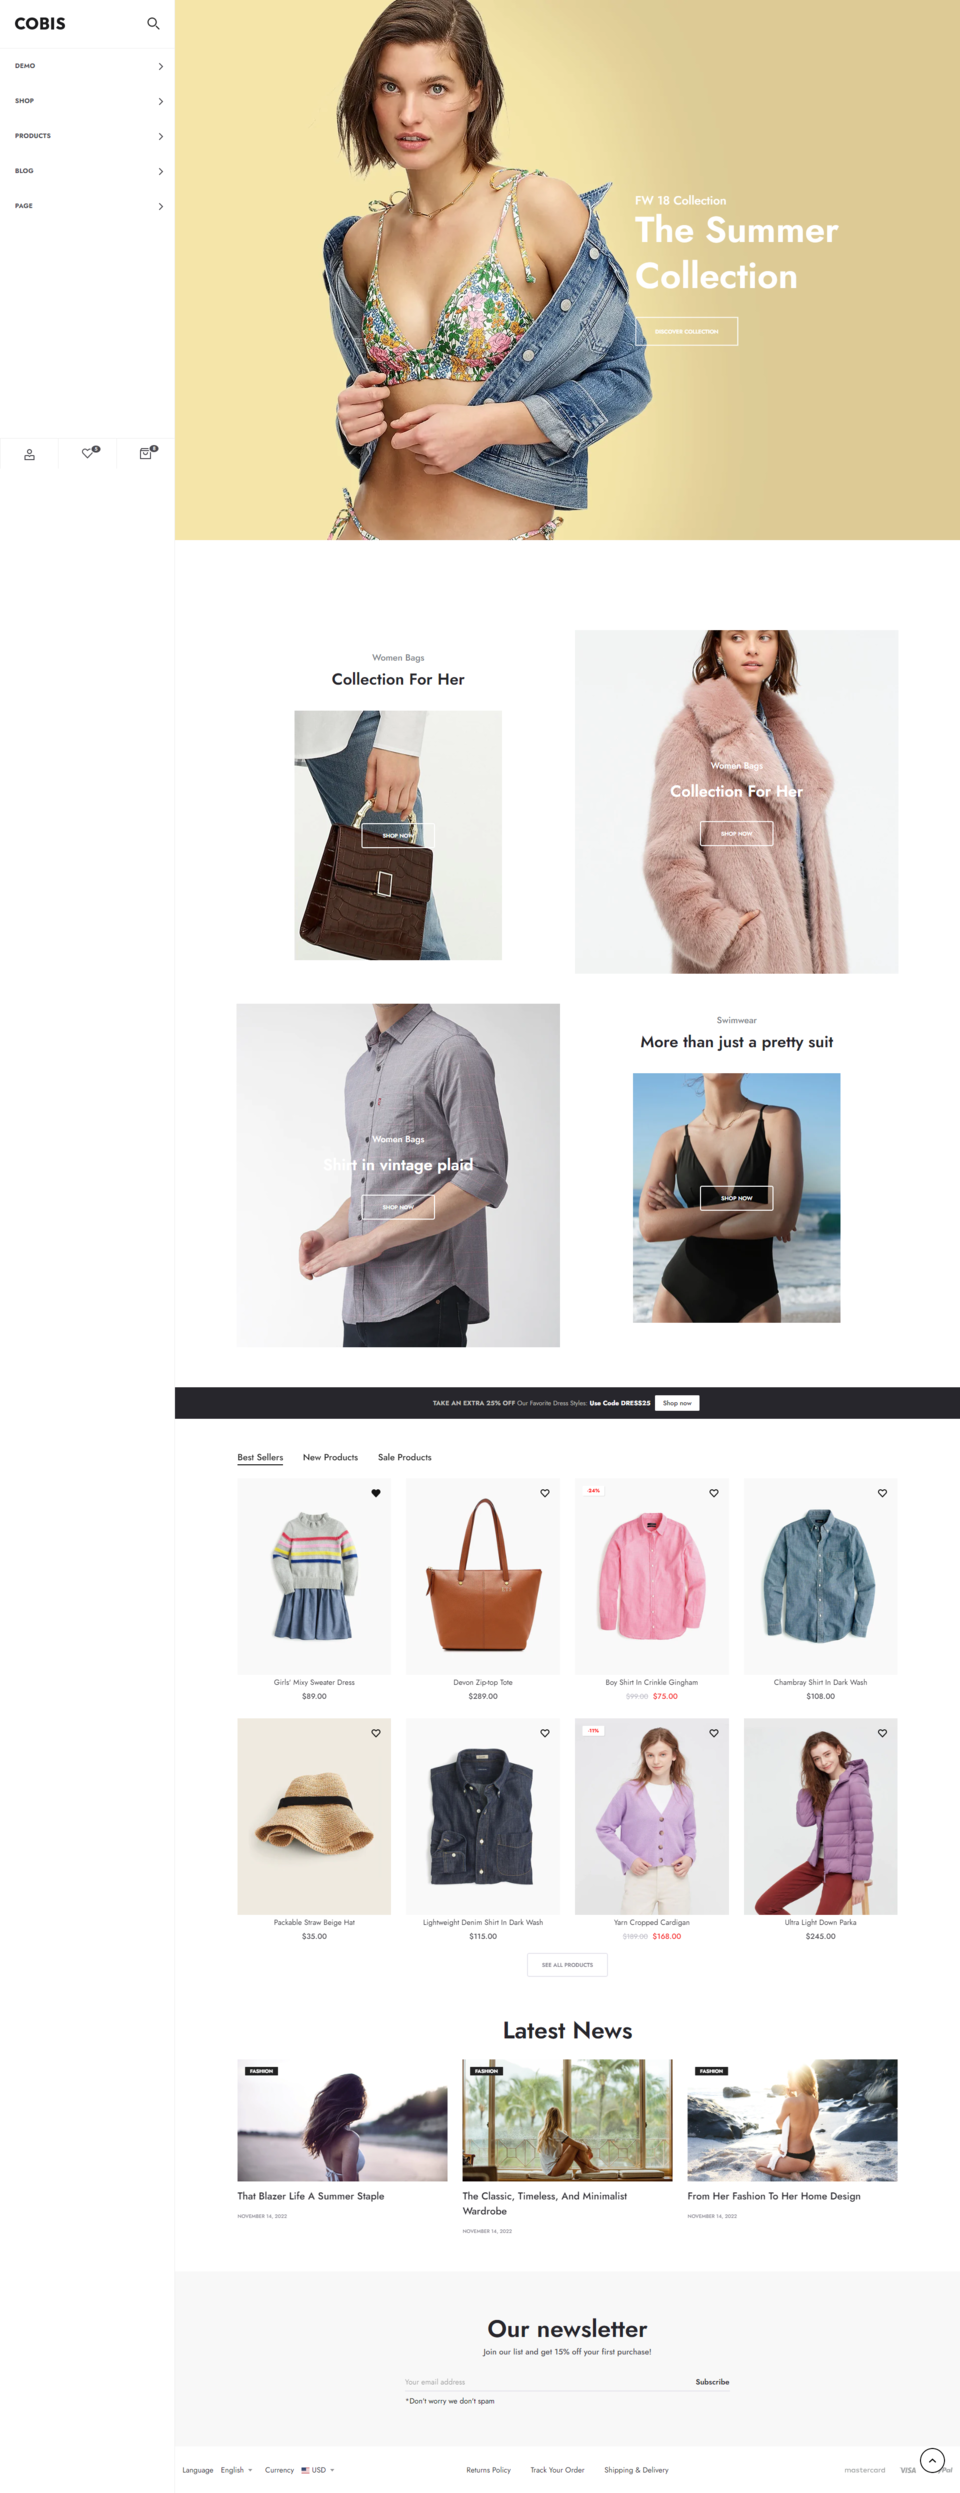 COBIS
DEMO
SHOP
PRODUCTS
BLOG
PAGE
FW 18 Collection
The Summer
Collection
DISCOVER COLLECTION
Women Bags
Collection For Her
SHOP NOW
Women Bags
Collection For Her
SHOP NOW
Women Bags
Shirt in vintage plaid
SHOP NOW
Swimwear
More than just a pretty suit
SHOP NOW
TAKE AN EXTRA 25% OFF Our Favorite Dress Styles: Use Code DRESS25 Shop now
Best Sellers New Products Sale Products
-24%
Girls' Mixy Sweater Dress
$89.00
Devon Zip-top Tote
$289.00
Boy Shirt In Crinkle Gingham
$99.00 $75.00
Chambray Shirt In Dark Wash
$108.00
-11%
Packable Straw Beige Hat
$35.00
Lightweight Denim Shirt In Dark Wash
$115.00
Yarn Cropped Cardigan
$168.00
Ultra Light Down Parka
$245.00
SEE ALL PRODUCTS
Latest News
FASHION
That Blazer Life A Summer Staple
NOVEMBER 14, 2022
FASHION
The Classic, Timeless, And Minimalist
Wardrobe
NOVEMBER 14, 2022
FASHION
From Her Fashion To Her Home Design
NOVEMBER 14, 2022
Our newsletter
Join our list and get 15% off your first purchase!
Your email address Subscribe
*Don't worry we don't spam
Language English Currency USD Returns Policy Track Your Order Shipping & Delivery mastercard VISA